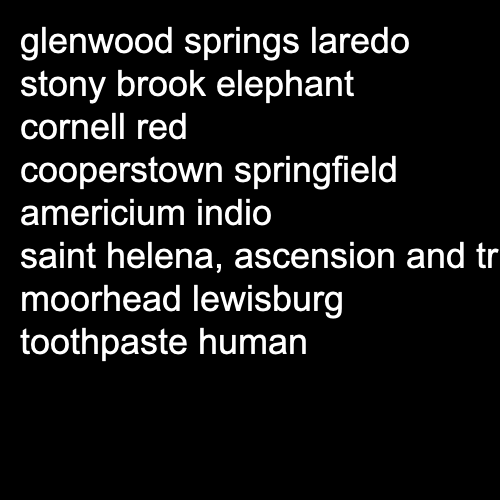 glenwood springs laredo
stony brook elephant
cornell red
cooperstown springfield
americium indio
saint helena, ascension and tr
moorhead lewisburg
toothpaste human